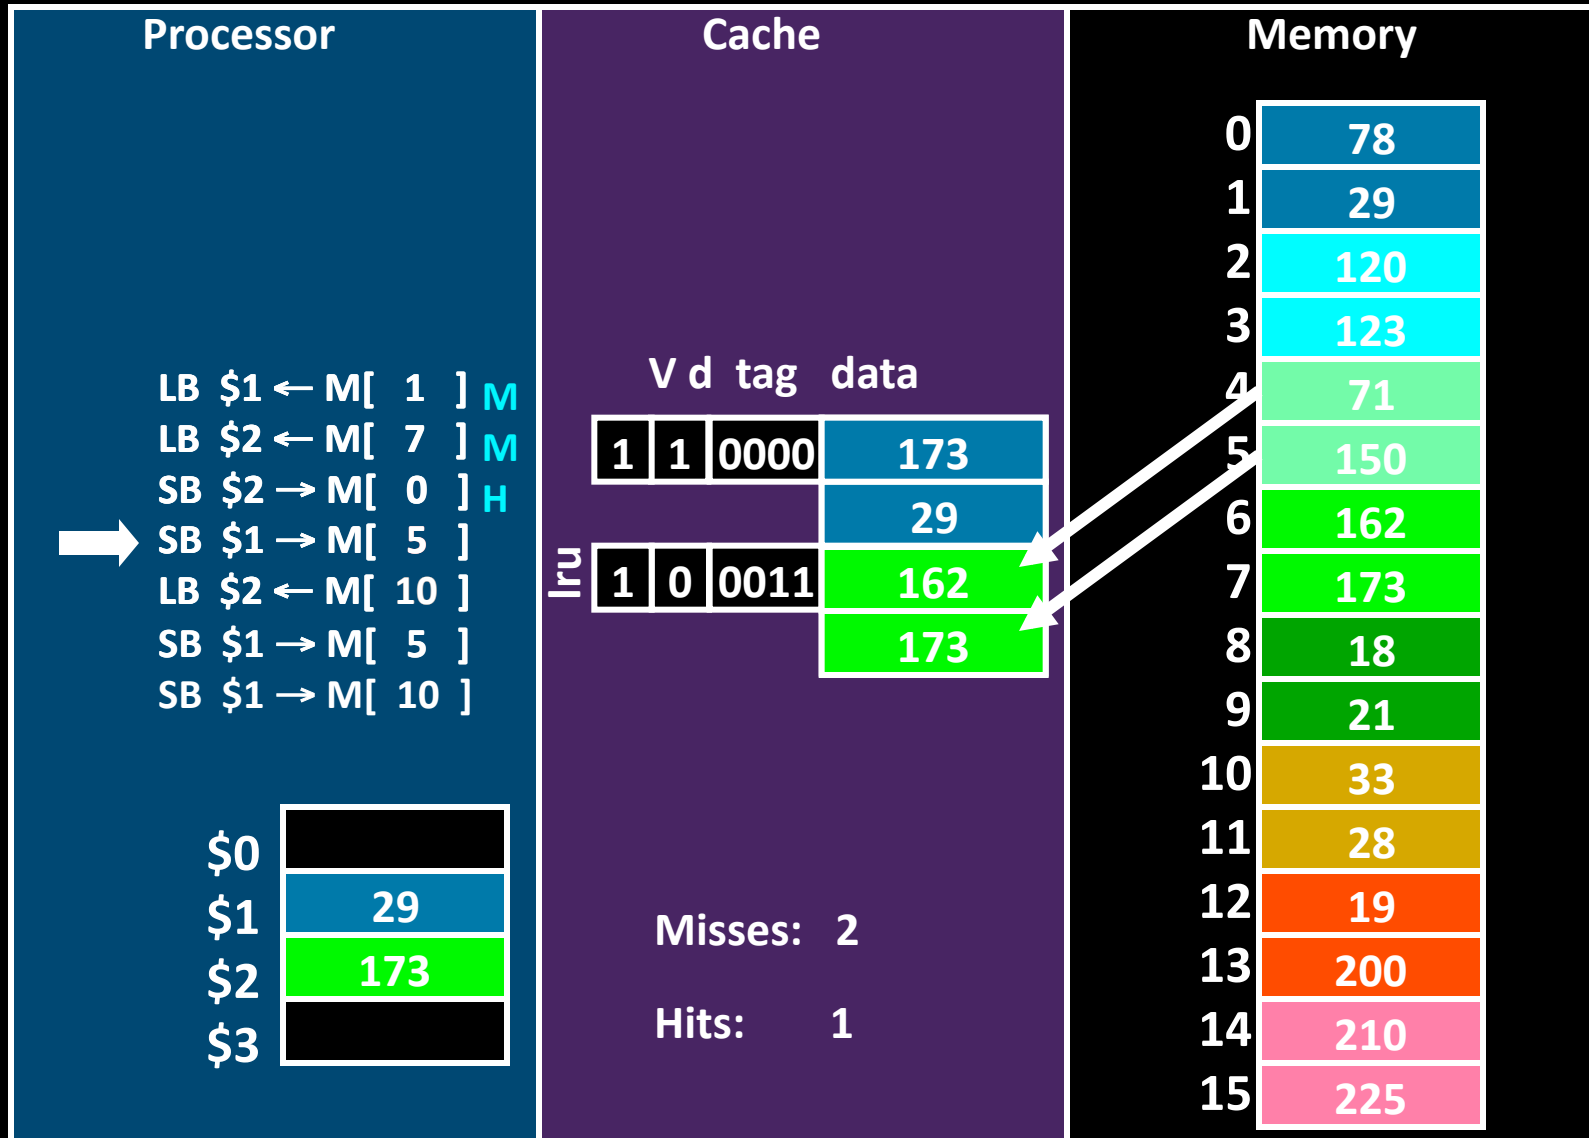 Processor
LB $1 ← M[ 1 ] M
LB $2 ← M[ 7 ] M
SB $2 → M[ 0 ] H
SB $1 → M[ 5 ]
LB $2 ← M[ 10 ]
SB $1 → M[ 5 ]
SB $1 → M[ 10 ]
$0
$1 29
$2 173
$3
Cache
V d tag data
1 1 0000 173
29
lru 1 0 0011 162
173
Misses: 2
Hits: 1
Memory
0 78
1 29
2 120
3 123
4 71
5 150
6 162
7 173
8 18
9 21
10 33
11 28
12 19
13 200
14 210
15 225